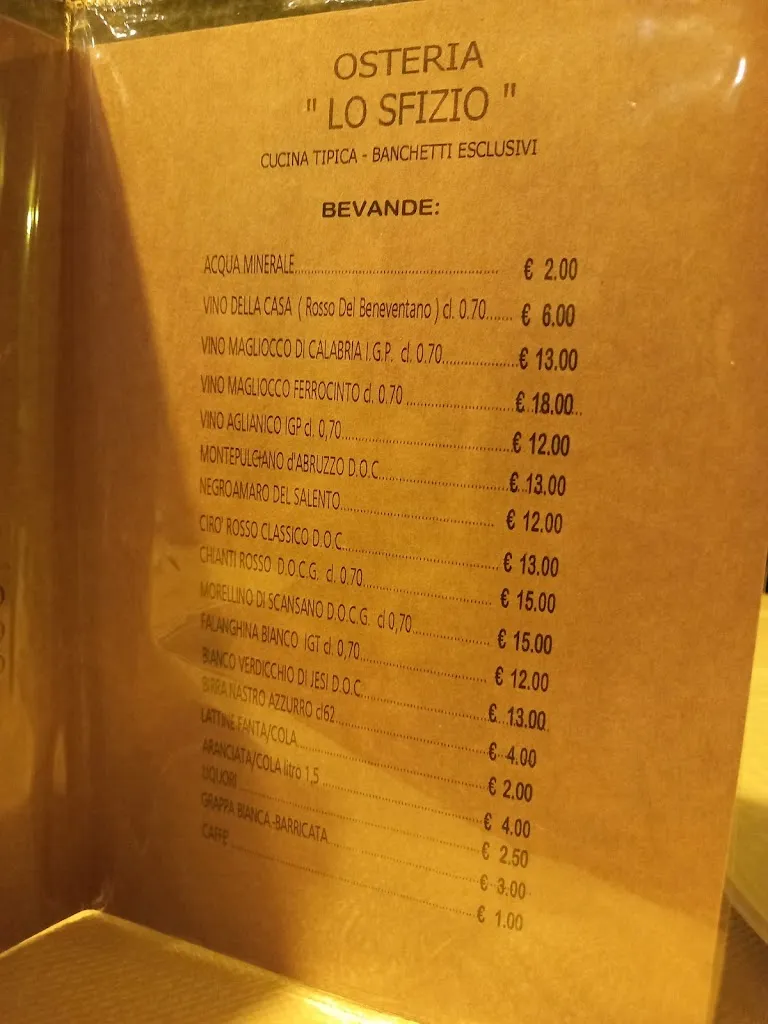 OSTERIA
" LO SFIZIO "
CUCINA TIPICA - BANCHETTI ESCLUSIVI
BEVANDE:
ACQUA MINERALE................................................ € 2.00
VINO DELLA CASA ( Rosso Del Beneventano ) cl. 0.70....... € 6.00
VINO MAGLIOCCO DI CALABRIA I.G.P. cl. 0.70................. € 13.00
VINO MAGLIOCCO FERROCINTO cl. 0.70 .......................... € 18.00
VINO AGLIANICO IGP cl. 0,70........................................ € 12.00
MONTEPULCIANO d'ABRUZZO D.O.C................................ € 13.00
NEGROAMARO DEL SALENTO........................................ € 12.00
CIRO' ROSSO CLASSICO D.O.C...................................... € 13.00
CHIANTI ROSSO D.O.C.G. cl. 0.70................................ € 15.00
MORELLINO DI SCANSANO D.O.C.G. cl 0,70................... € 15.00
FALANGHINA BIANCO IGT cl. 0,70................................ € 12.00
BIANCO VERDICCHIO DI JESI D.O.C............................... € 13.00
BIRRA NASTRO AZZURRO cl62...................................... € 4.00
LATTINE FANTA/COLA................................................ € 2.00
ARANCIATA/COLA litro 1,5 .......................................... € 4.00
LIQUORI ................................................................ € 2.50
GRAPPA BIANCA-BARRICATA........................................ € 3.00
CAFFE' .................................................................. € 1.00